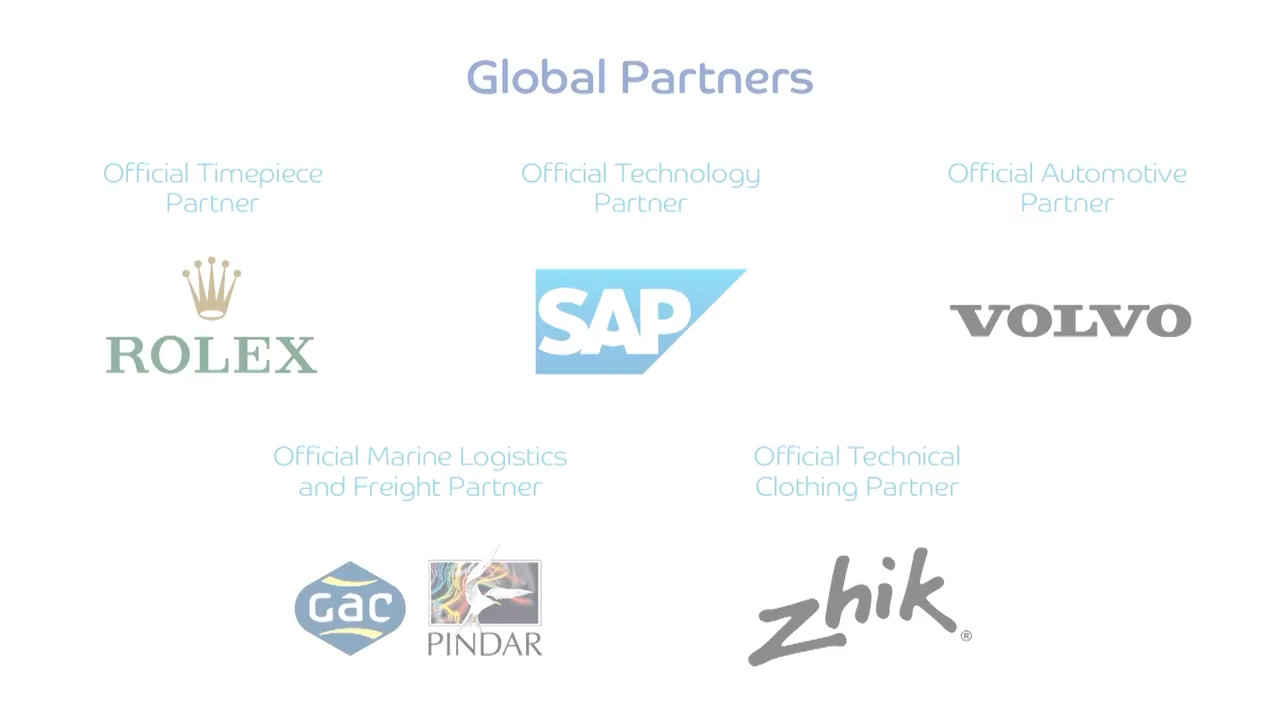 Global Partners
Official Timepiece
Partner
Official Technology
Partner
Official Automotive
Partner
ROLEX
SAP
VOLVO
Official Marine Logistics
and Freight Partner
Official Technical
Clothing Partner
GAC
PINDAR
zhik®